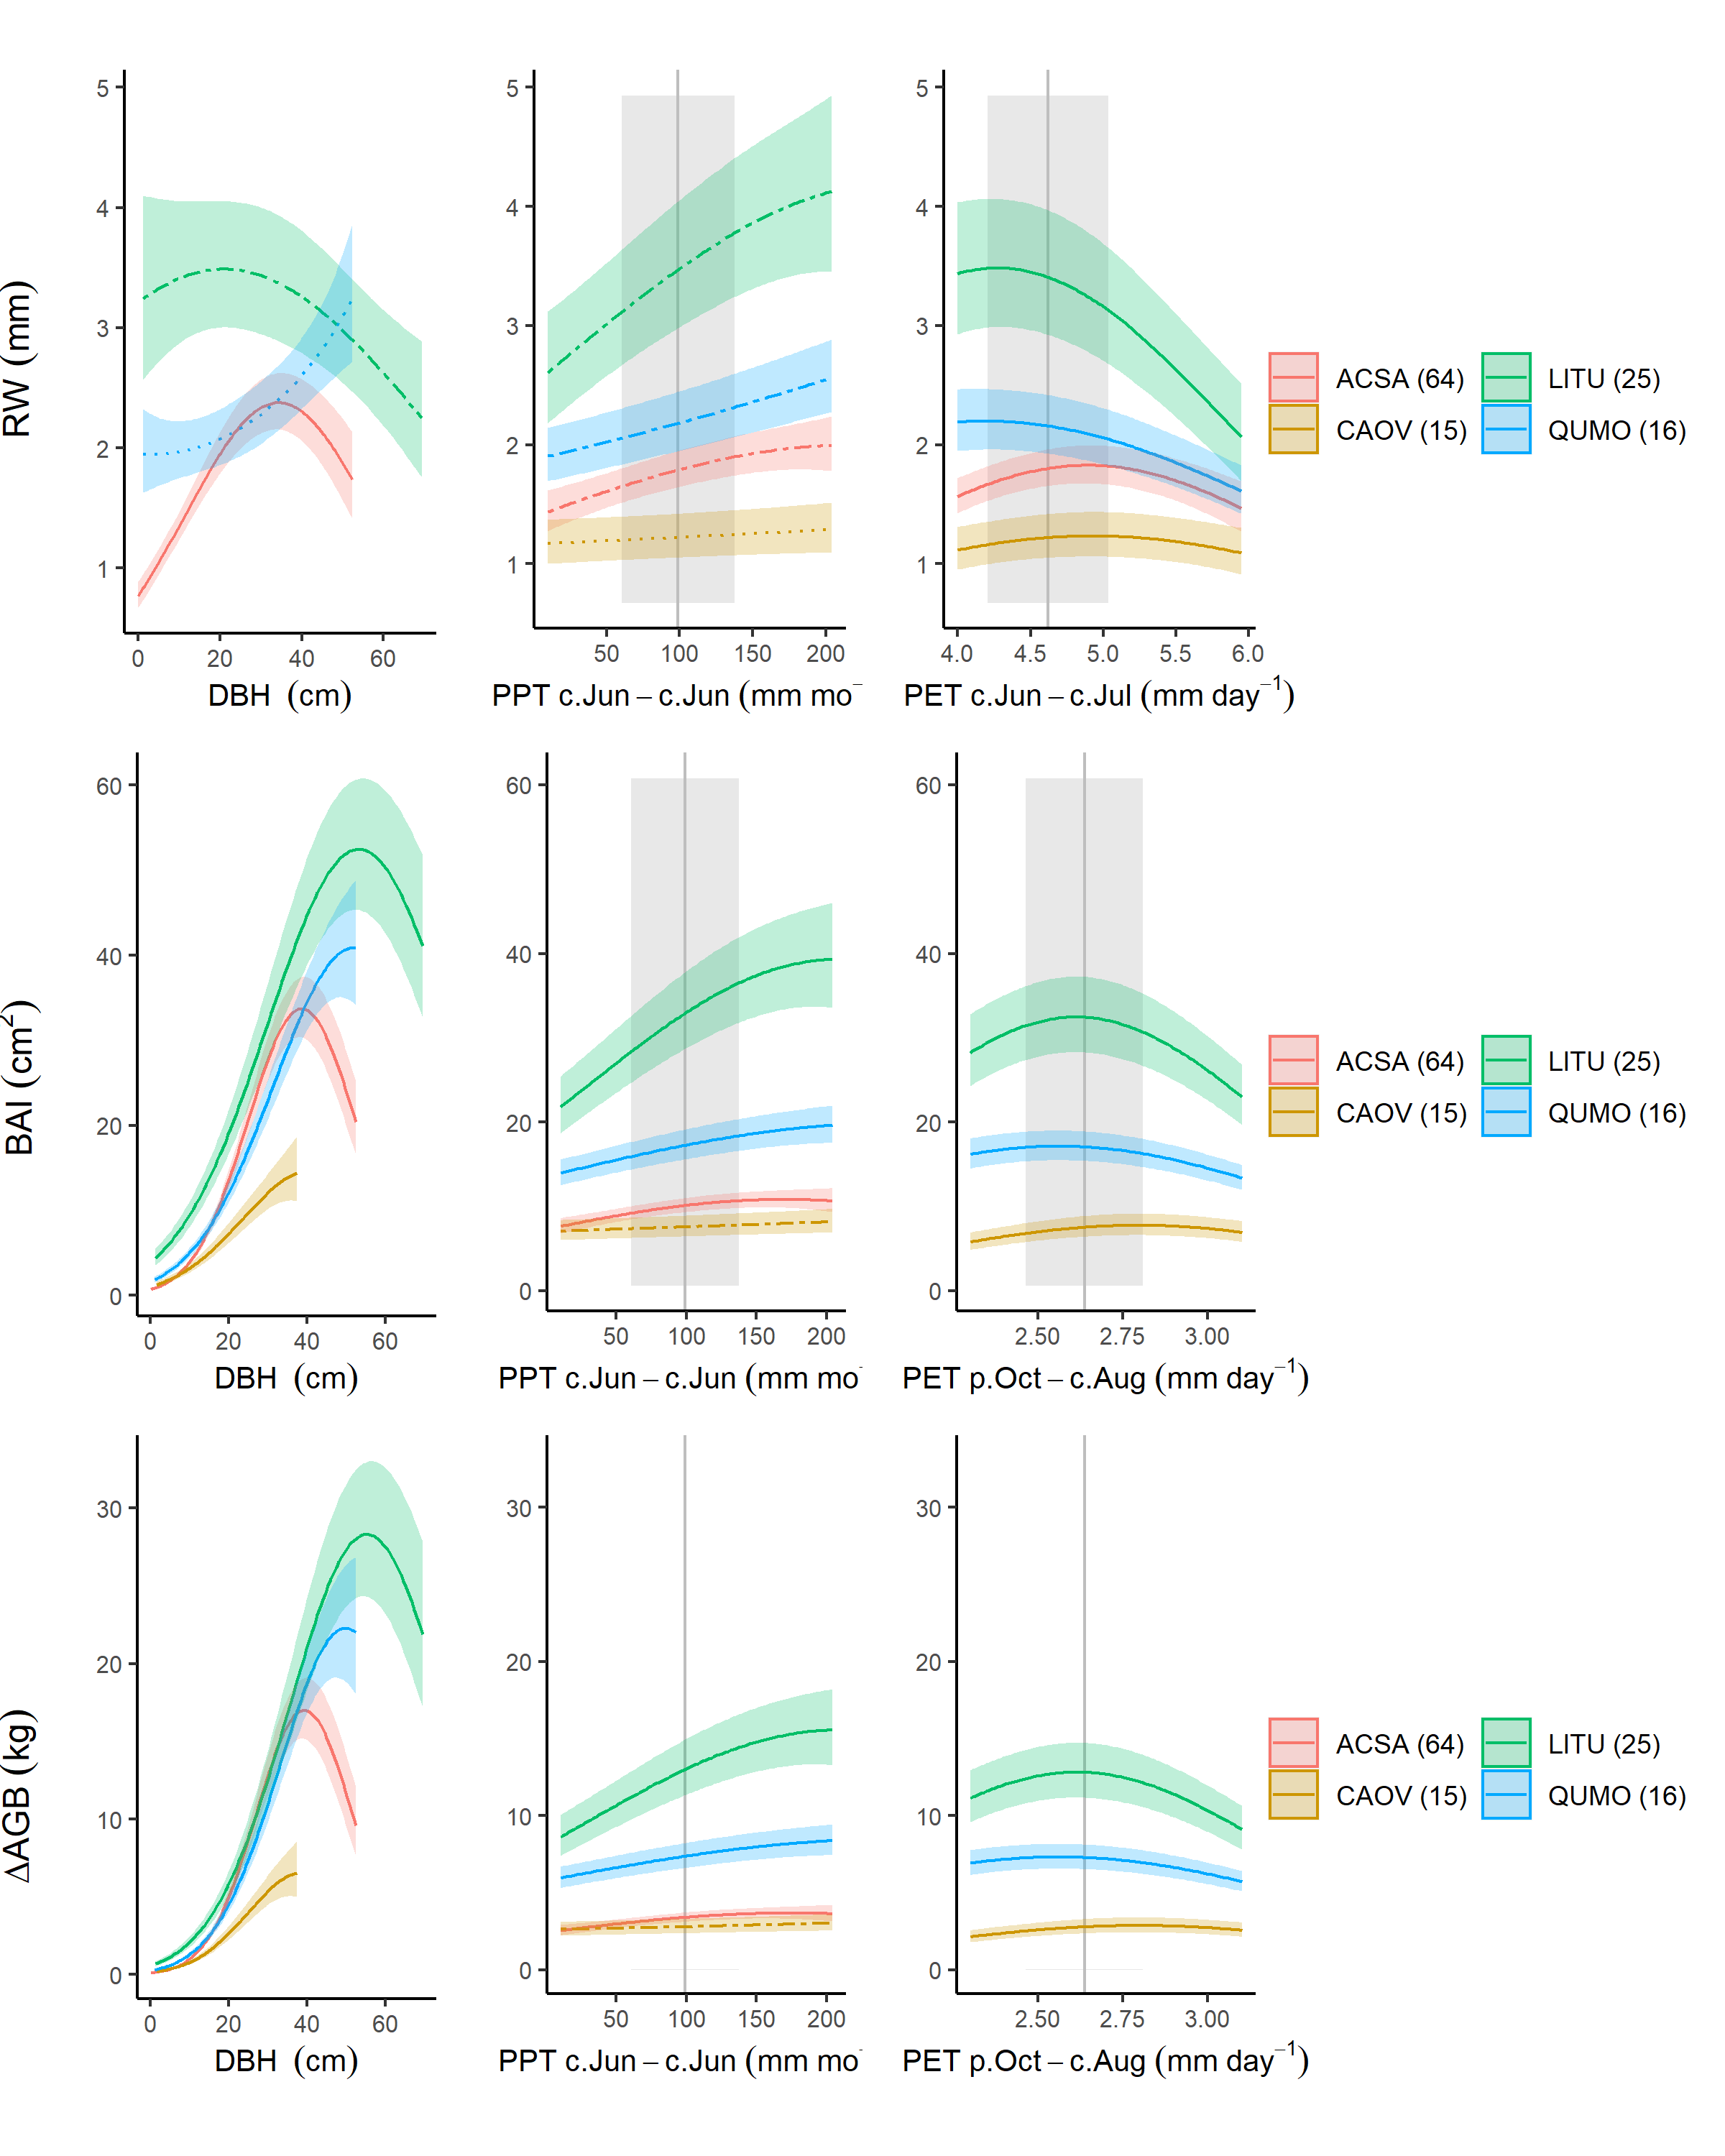 RW (mm)
5
4
3
2
1
0 20 40 60
DBH (cm)
5
4
3
2
1
50 100 150 200
PPT c.Jun – c.Jun (mm mo⁻
5
4
3
2
1
4.0 4.5 5.0 5.5 6.0
PET c.Jun – c.Jul (mm day⁻¹)
ACSA (64) LITU (25)
CAOV (15) QUMO (16)
BAI (cm²)
60
40
20
0
0 20 40 60
DBH (cm)
60
40
20
0
50 100 150 200
PPT c.Jun – c.Jun (mm mo⁻
60
40
20
0
2.50 2.75 3.00
PET p.Oct – c.Aug (mm day⁻¹)
ACSA (64) LITU (25)
CAOV (15) QUMO (16)
ΔAGB (kg)
30
20
10
0
0 20 40 60
DBH (cm)
30
20
10
0
50 100 150 200
PPT c.Jun – c.Jun (mm mo⁻
30
20
10
0
2.50 2.75 3.00
PET p.Oct – c.Aug (mm day⁻¹)
ACSA (64) LITU (25)
CAOV (15) QUMO (16)